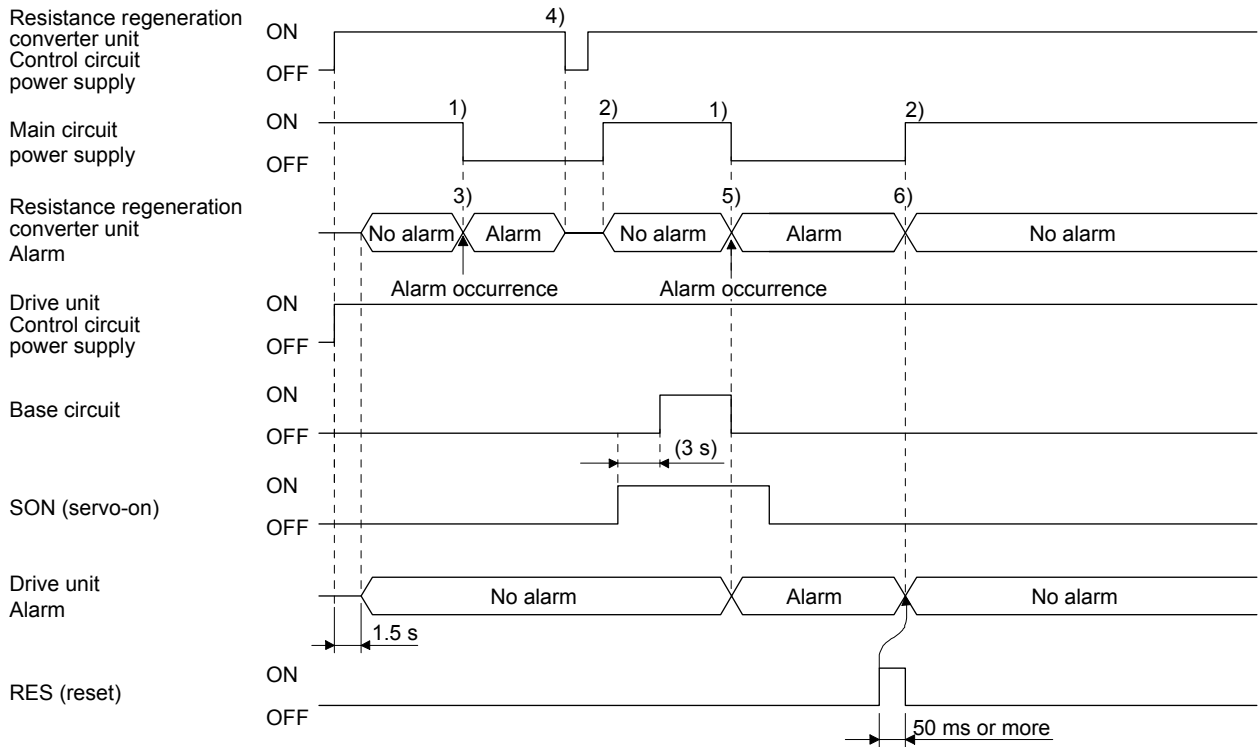 Resistance regeneration
converter unit
Control circuit
power supply
ON
OFF
4)
Main circuit
power supply
ON
OFF
1)
2)
1)
2)
Resistance regeneration
converter unit
Alarm
3)
5)
6)
No alarm
Alarm
No alarm
Alarm
No alarm
Alarm occurrence
Alarm occurrence
Drive unit
Control circuit
power supply
ON
OFF
Base circuit
ON
OFF
(3 s)
SON (servo-on)
ON
OFF
Drive unit
Alarm
No alarm
Alarm
No alarm
1.5 s
RES (reset)
ON
OFF
50 ms or more